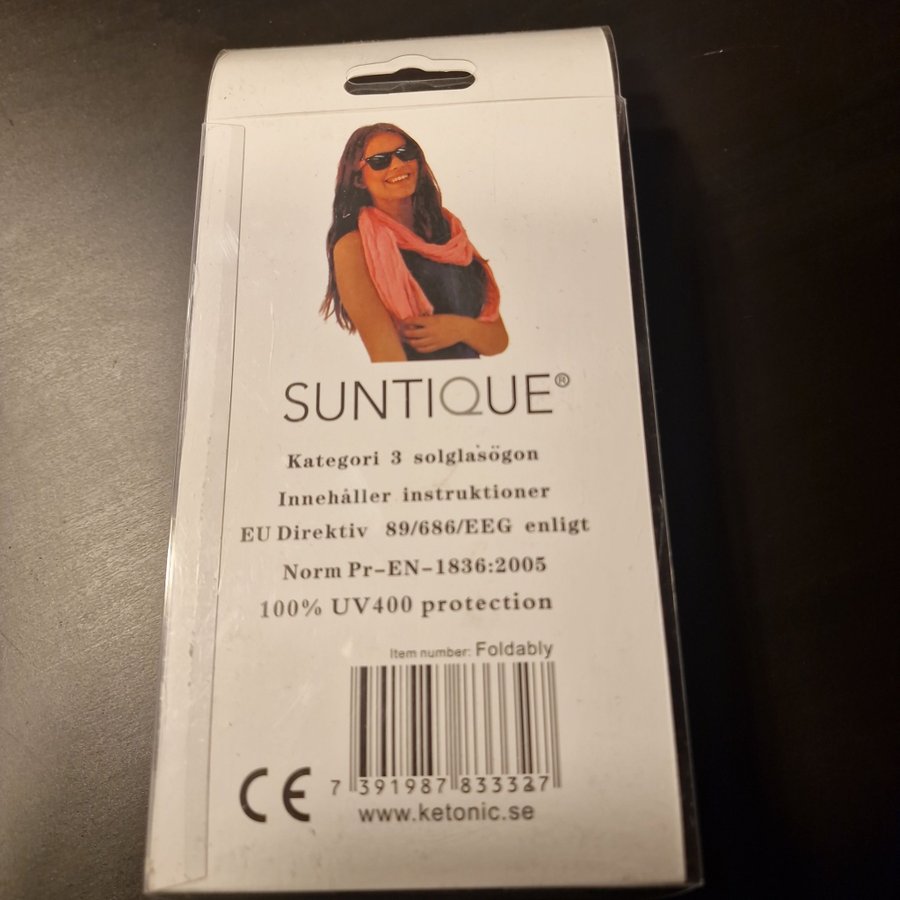 SUNTIQUE®
Kategori 3 solglasögon
Innehåller instruktioner
EU Direktiv 89/686/EEG enligt
Norm Pr-EN-1836:2005
100% UV400 protection
Item number: Foldably
7 391987 833327
CE www.ketonic.se